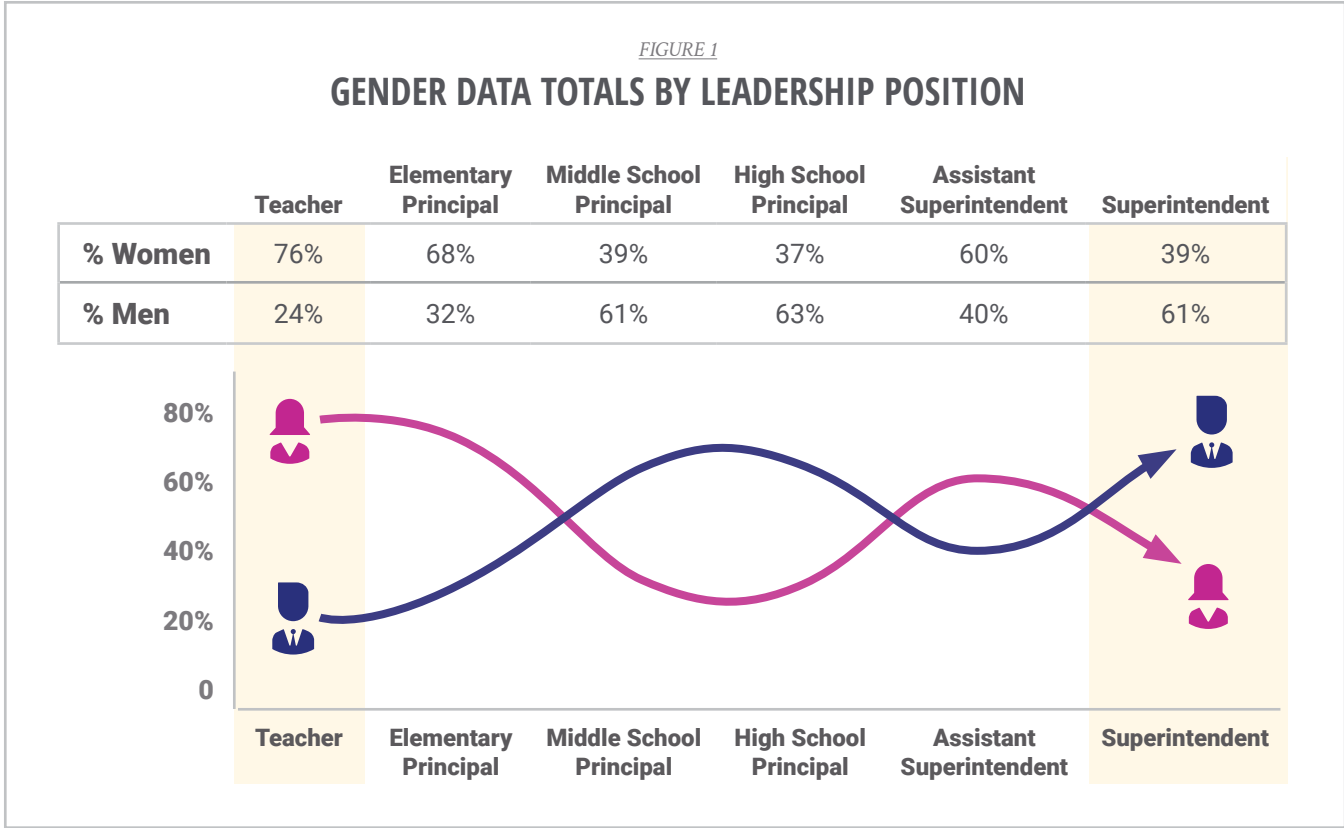 FIGURE 1
GENDER DATA TOTALS BY LEADERSHIP POSITION
Teacher Elementary Principal Middle School Principal High School Principal Assistant Superintendent Superintendent
% Women 76% 68% 39% 37% 60% 39%
% Men 24% 32% 61% 63% 40% 61%
80%
60%
40%
20%
0
Teacher Elementary Principal Middle School Principal High School Principal Assistant Superintendent Superintendent